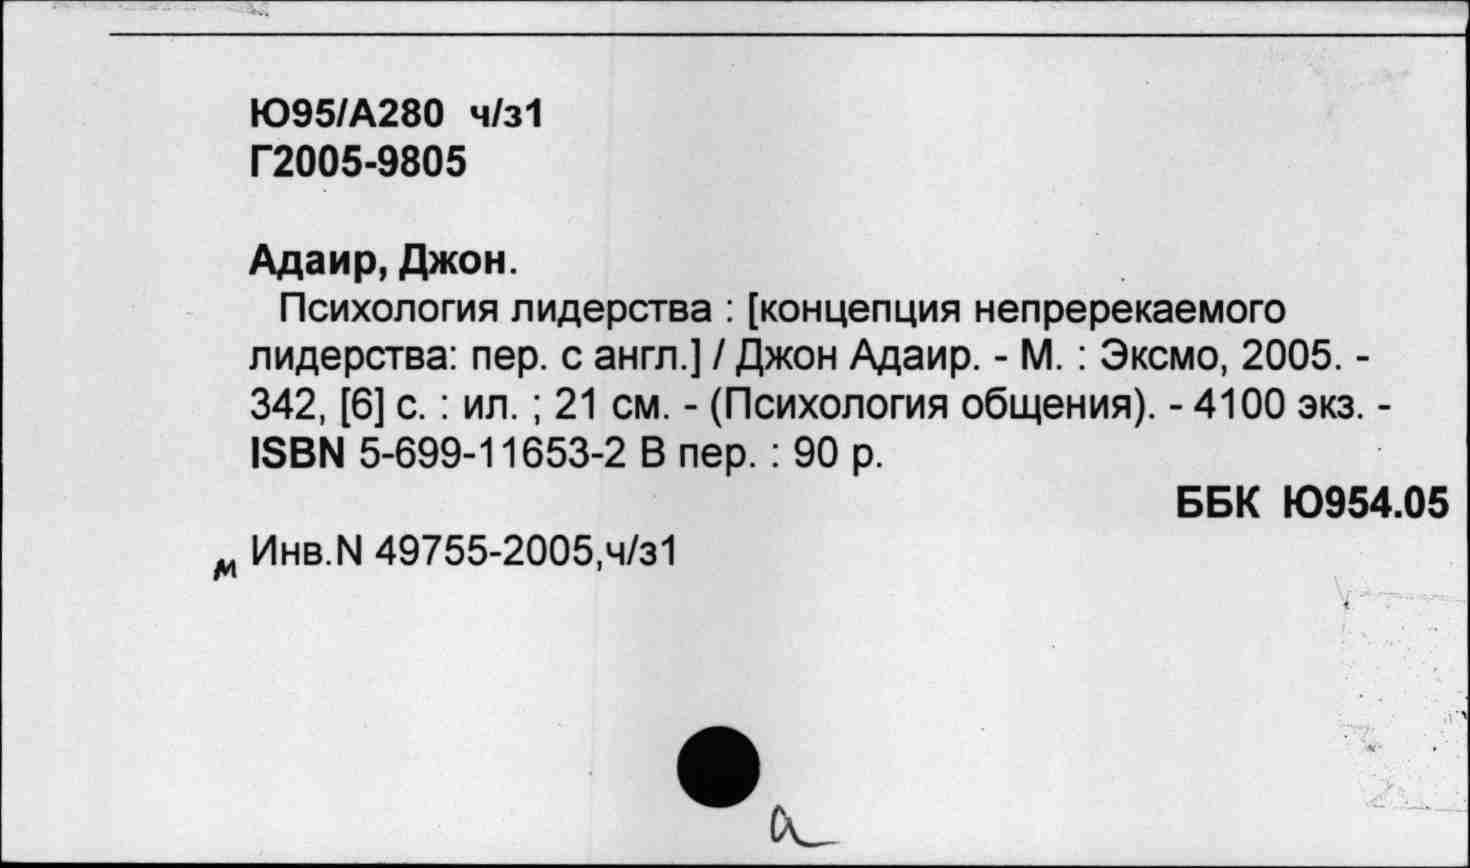 Ю95/А280 ч/з1
Г2005-9805
Адаир, Джон.
Психология лидерства : [концепция непререкаемого
лидерства: пер. с англ.] / Джон Адаир. - М. : Эксмо, 2005. -
342, [6] с. : ил. ; 21 см. - (Психология общения). - 4100 экз. -
ISBN 5-699-11653-2 В пер. : 90 р.
ББК Ю954.05
м Инв.N 49755-2005,ч/з1
а